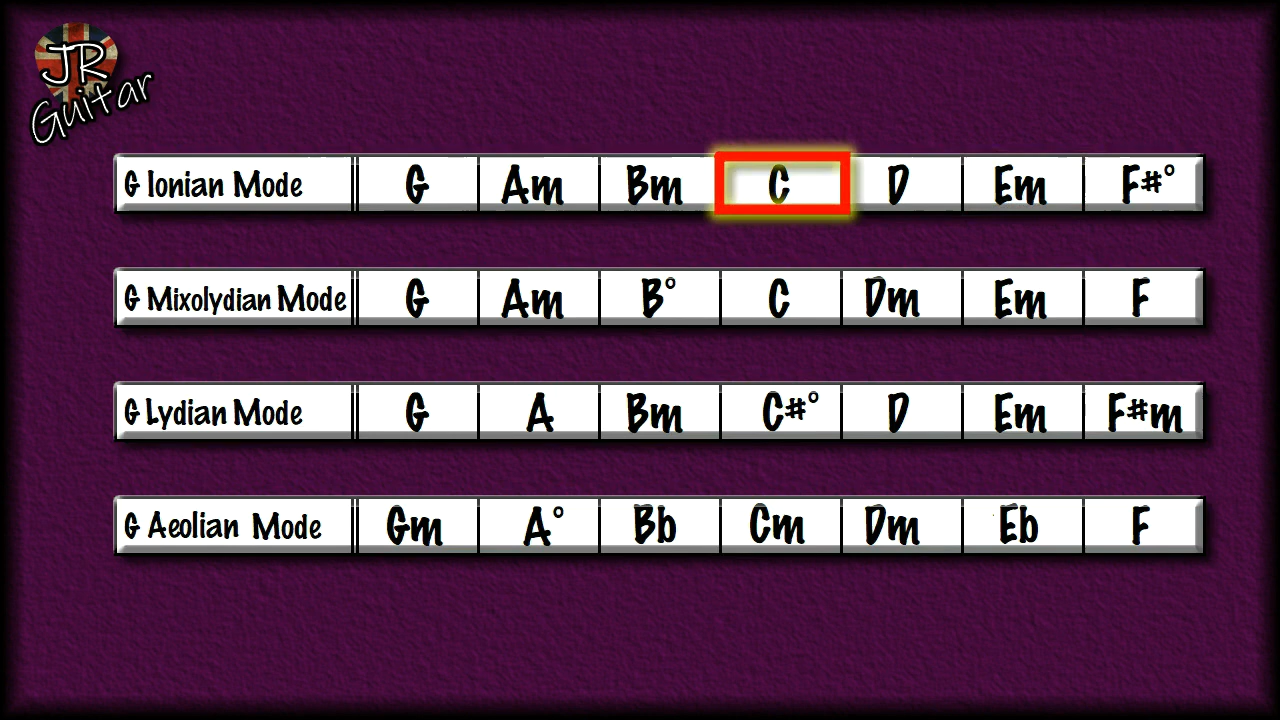 JR
Guitar
G Ionian Mode G Am Bm C D Em F#°
G Mixolydian Mode G Am B° C Dm Em F
G Lydian Mode G A Bm C#° D Em F#m
G Aeolian Mode Gm A° Bb Cm Dm Eb F